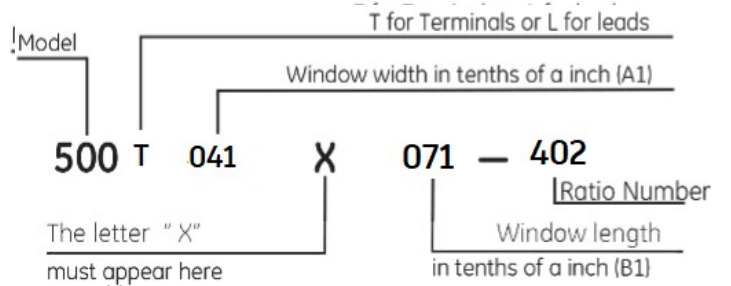 T for Terminals or L for leads
Model
Window width in tenths of a inch (A1)
500 T 041 X 071 — 402
Ratio Number
The letter "X"
must appear here
Window length
in tenths of a inch (B1)